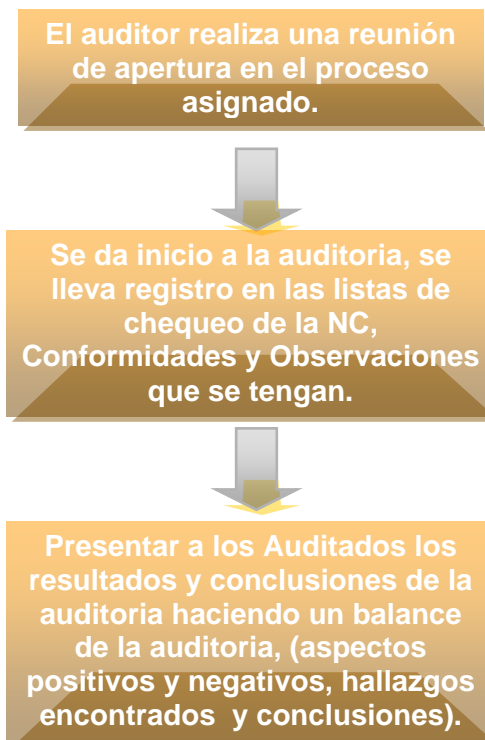 El auditor realiza una reunión
de apertura en el proceso
asignado.
Se da inicio a la auditoria, se
lleva registro en las listas de
chequeo de la NC,
Conformidades y Observaciones
que se tengan.
Presentar a los Auditados los
resultados y conclusiones de la
auditoria haciendo un balance
de la auditoria, (aspectos
positivos y negativos, hallazgos
encontrados y conclusiones).